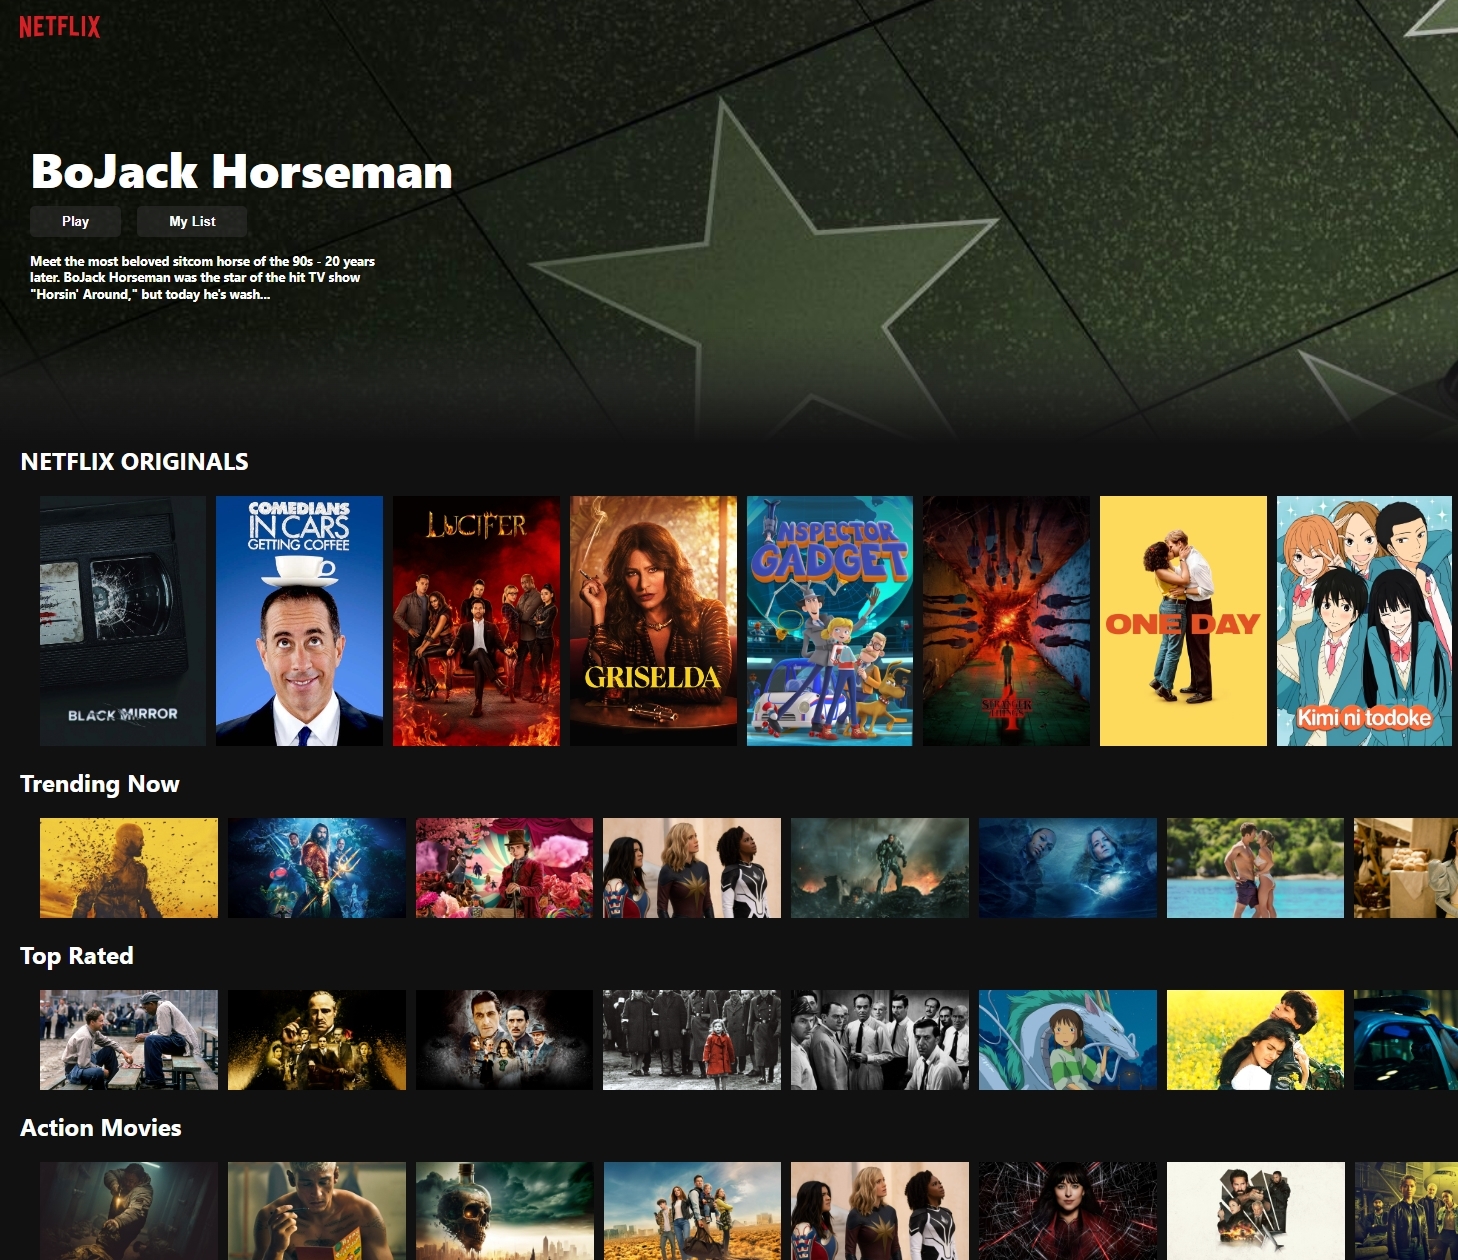 NETFLIX
BoJack Horseman
Play
My List
Meet the most beloved sitcom horse of the 90s - 20 years
later. BoJack Horseman was the star of the hit TV show
"Horsin' Around," but today he's wash...
NETFLIX ORIGINALS
BLACK MIRROR
COMEDIANS
IN CARS
GETTING COFFEE
LUCIFER
GRISELDA
INSPECTOR
GADGET
STRANGER
THINGS
4
ONE DAY
Kimi ni todoke
Trending Now
Top Rated
Action Movies